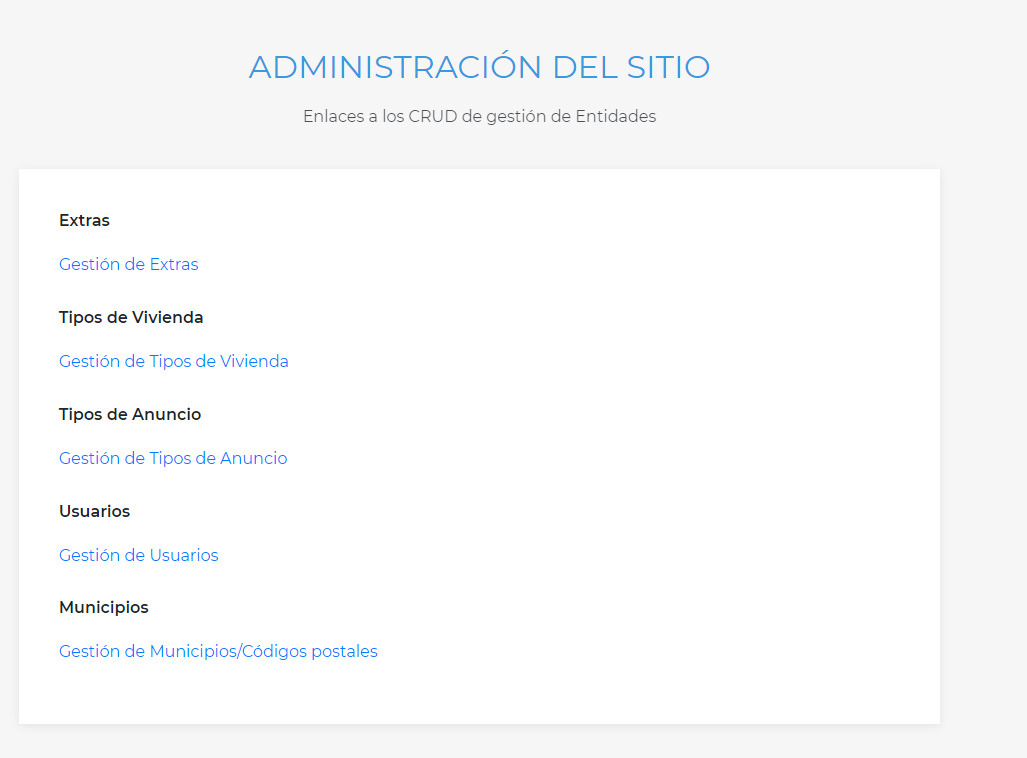 ADMINISTRACIÓN DEL SITIO
Enlaces a los CRUD de gestión de Entidades
Extras
Gestión de Extras
Tipos de Vivienda
Gestión de Tipos de Vivienda
Tipos de Anuncio
Gestión de Tipos de Anuncio
Usuarios
Gestión de Usuarios
Municipios
Gestión de Municipios/Códigos postales